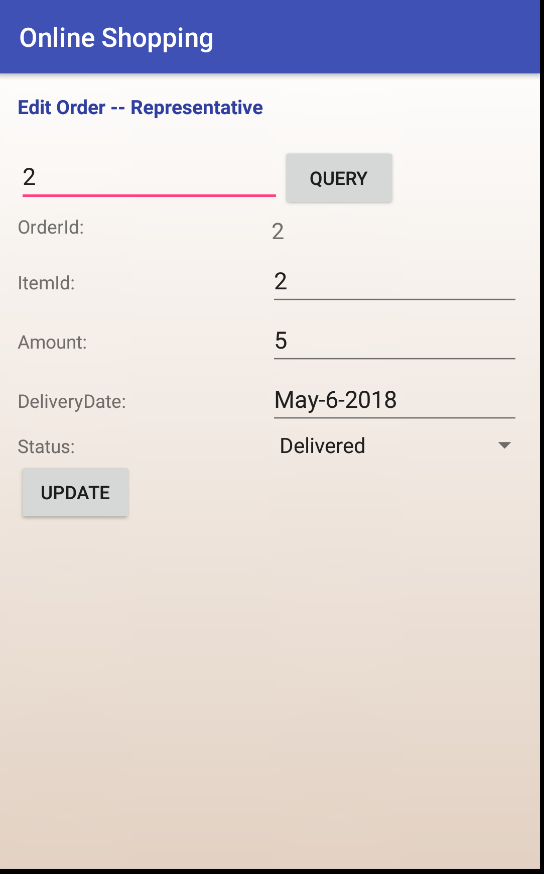 Online Shopping
Edit Order -- Representative
2 QUERY
OrderId: 2
ItemId: 2
Amount: 5
DeliveryDate: May-6-2018
Status: Delivered
UPDATE